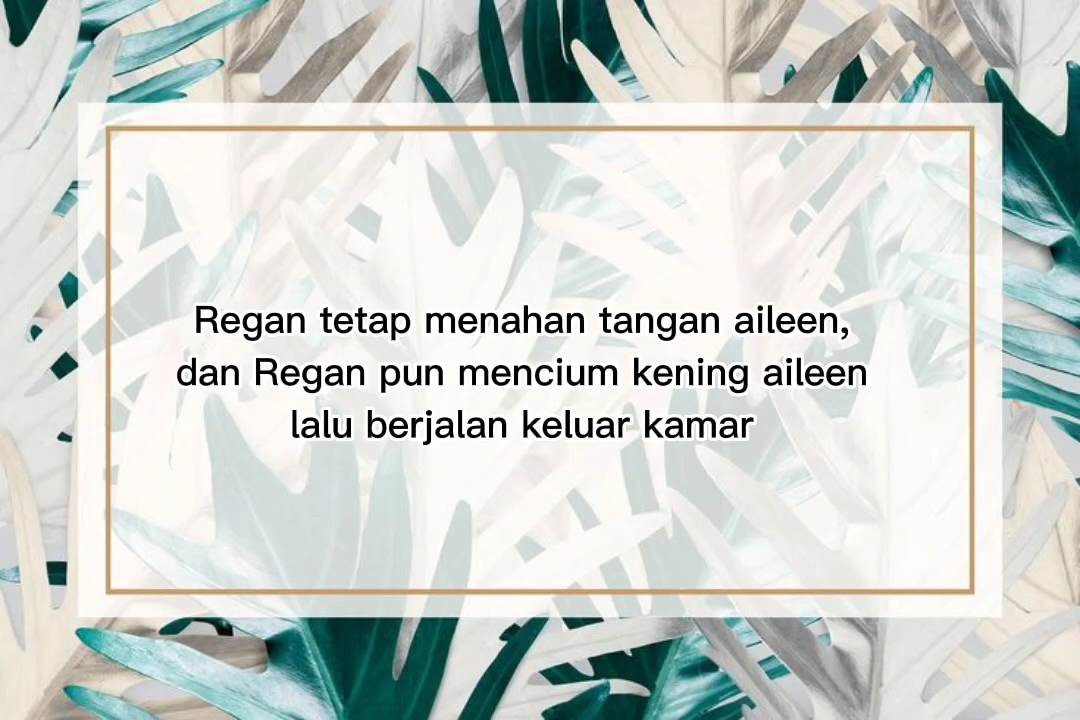 Regan tetap menahan tangan aileen,
dan Regan pun mencium kening aileen
lalu berjalan keluar kamar